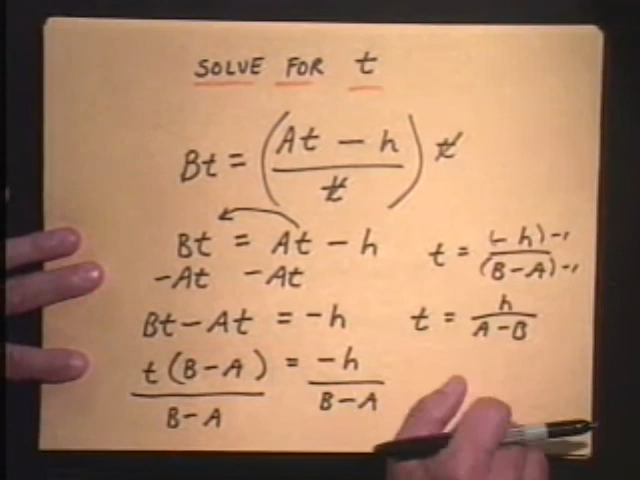 SOLVE FOR t
Bt = (At - h / t) t
Bt = At - h
-At -At
Bt - At = -h
t(B-A) / B-A = -h / B-A
t = (-h)-1 / (B-A)-1
t = h / A-B